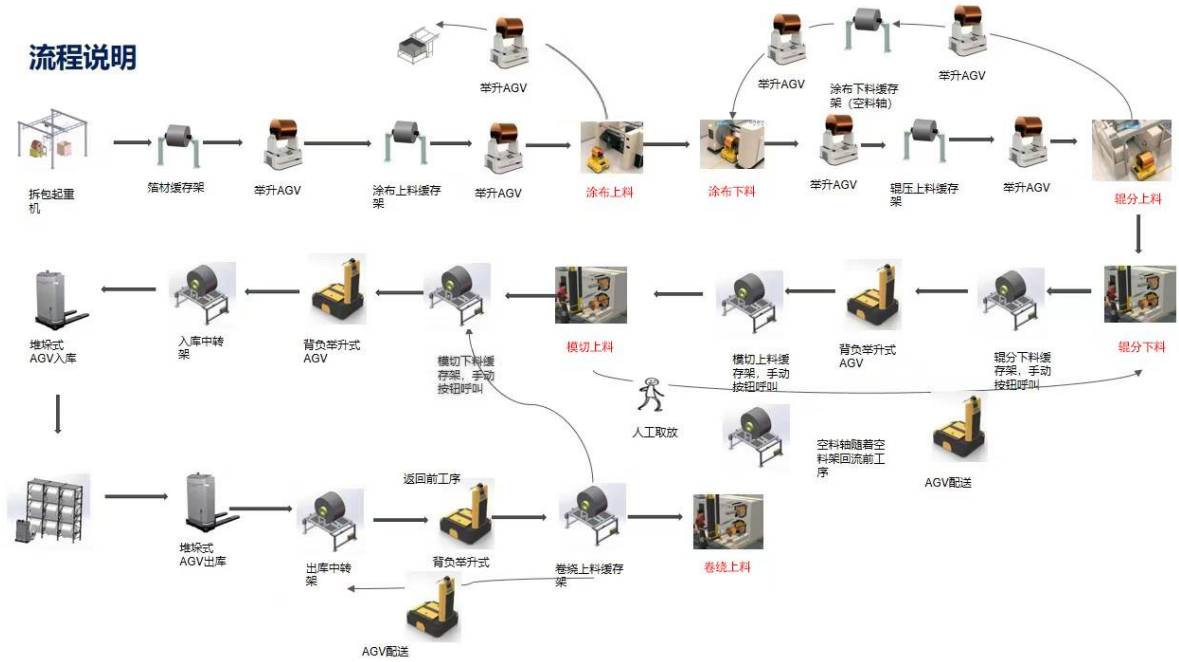 流程说明
举升AGV
举升AGV
举升AGV
涂布下料缓存
架（空料轴）
拆包起重
机
箔材缓存架
举升AGV
涂布上料缓存
架
举升AGV
涂布上料
涂布下料
举升AGV
辊压上料缓存
架
举升AGV
辊分上料
堆垛式
AGV入库
入库中转
架
背负举升式
AGV
模切下料缓
存架，手动
按钮呼叫
模切上料
模切上料缓
存架，手动
按钮呼叫
背负举升式
AGV
辊分下料缓
存架，手动
按钮呼叫
辊分下料
人工取放
空料轴随着空
料架回流前工
序
AGV配送
堆垛式
AGV出库
出库中转
架
返回前工序
背负举升式
卷绕上料缓存
架
卷绕上料
AGV配送